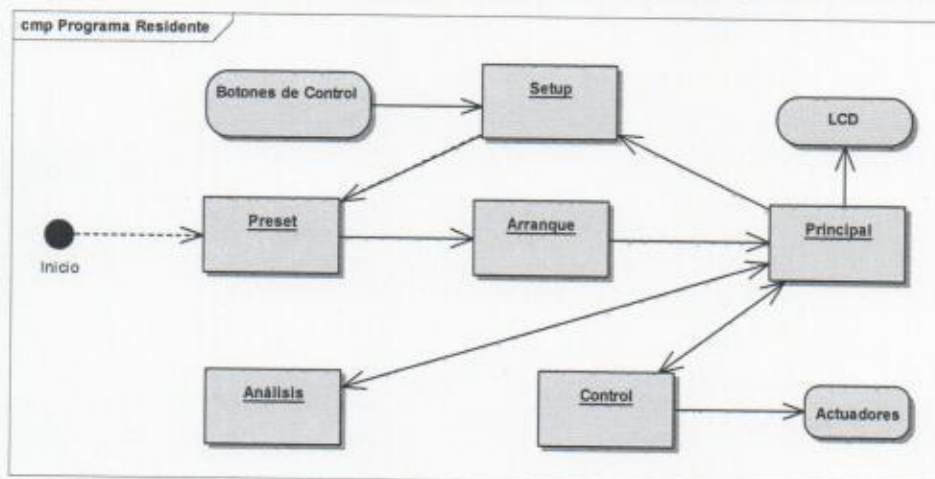 cmp Programa Residente
Botones de Control
Setup
LCD
Preset
Arranque
Principal
Inicio
Análisis
Control
Actuadores